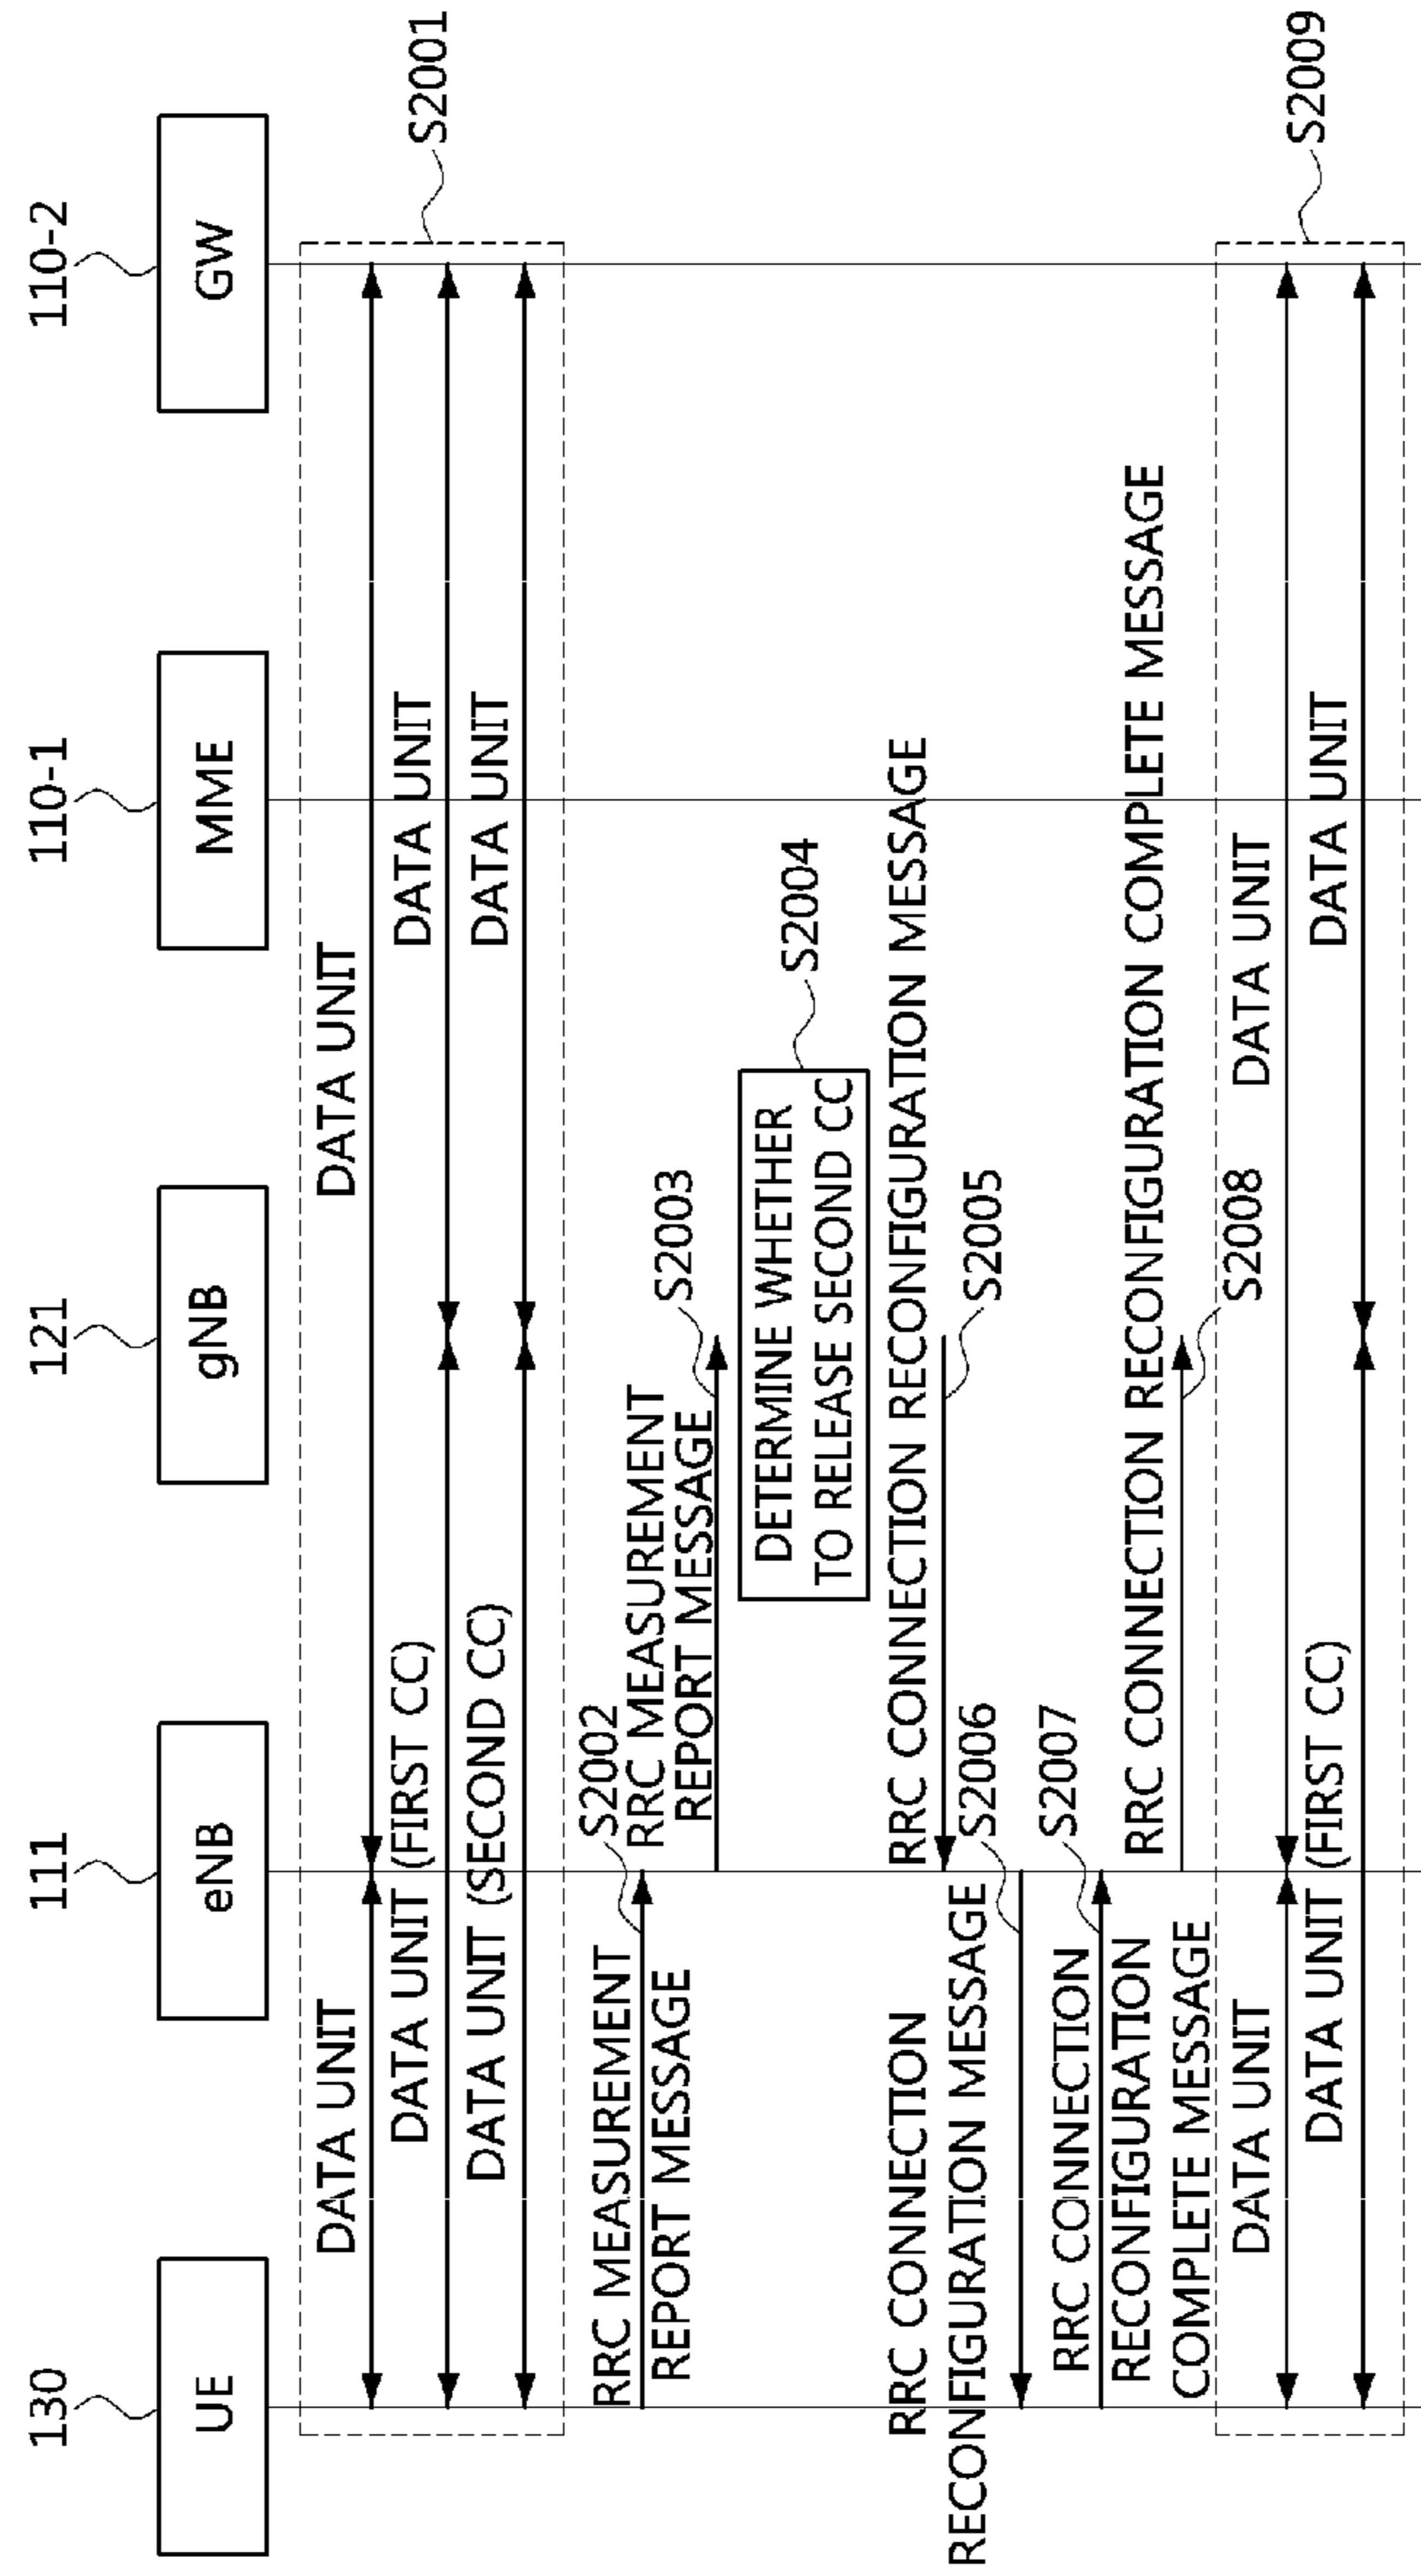 130
111
121
110-1
110-2
UE
eNB
gNB
MME
GW
DATA UNIT
DATA UNIT
S2001
DATA UNIT (FIRST CC)
DATA UNIT
DATA UNIT (SECOND CC)
DATA UNIT
RRC MEASUREMENT
REPORT MESSAGE
S2002
RRC MEASUREMENT
REPORT MESSAGE
S2003
DETERMINE WHETHER
TO RELEASE SECOND CC
S2004
RRC CONNECTION RECONFIGURATION MESSAGE
S2005
RRC CONNECTION
RECONFIGURATION MESSAGE
S2006
RRC CONNECTION
RECONFIGURATION
COMPLETE MESSAGE
S2007
RRC CONNECTION RECONFIGURATION COMPLETE MESSAGE
S2008
DATA UNIT
DATA UNIT
S2009
DATA UNIT (FIRST CC)
DATA UNIT